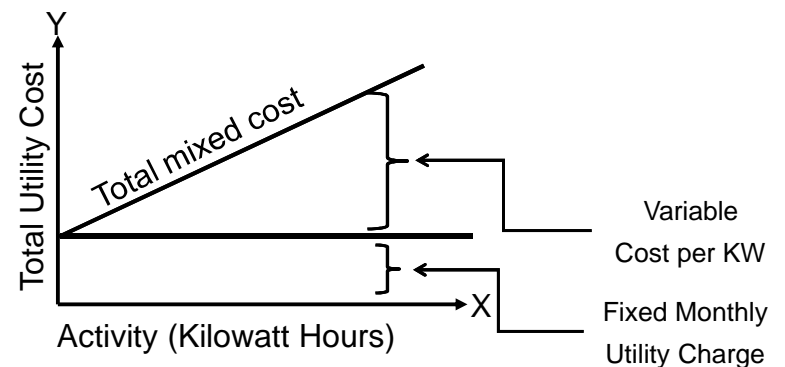 Y
Total Utility Cost
Total mixed cost
Variable
Cost per KW
X
Fixed Monthly
Utility Charge
Activity (Kilowatt Hours)